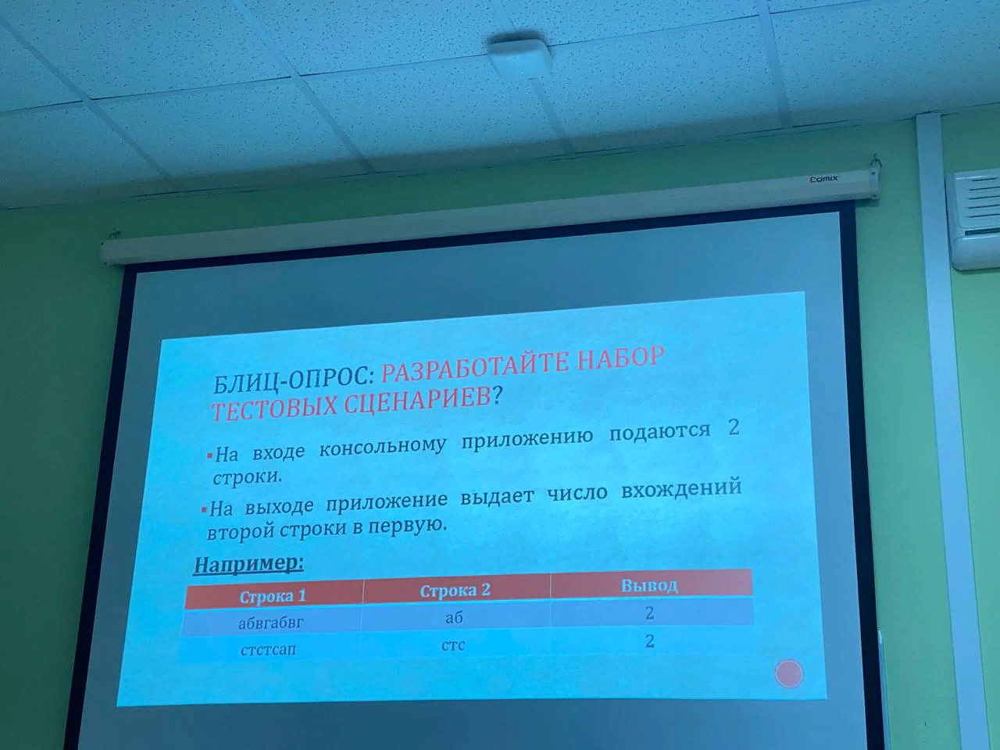 Comix
БЛИЦ-ОПРОС: РАЗРАБОТАЙТЕ НАБОР
ТЕСТОВЫХ СЦЕНАРИЕВ?
▪На входе консольному приложению подаются 2
строки.
▪На выходе приложение выдает число вхождений
второй строки в первую.
Например:
Строка 1 Строка 2 Вывод
абвгабвг аб 2
стстсап стс 2